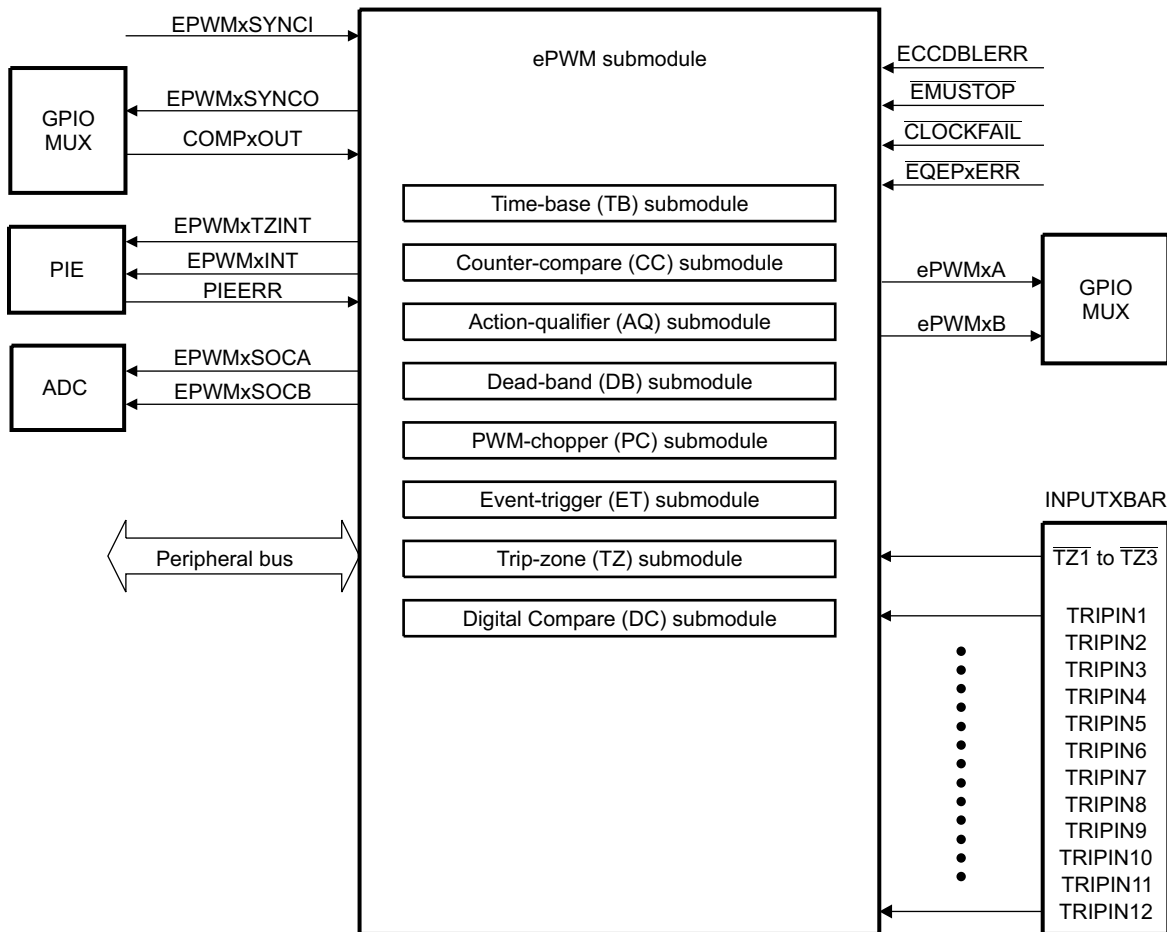 EPWMxSYNCI
GPIO
MUX
EPWMxSYNCO
COMPxOUT
PIE
EPWMxTZINT
EPWMxINT
PIEERR
ADC
EPWMxSOCA
EPWMxSOCB
Peripheral bus
ePWM submodule
Time-base (TB) submodule
Counter-compare (CC) submodule
Action-qualifier (AQ) submodule
Dead-band (DB) submodule
PWM-chopper (PC) submodule
Event-trigger (ET) submodule
Trip-zone (TZ) submodule
Digital Compare (DC) submodule
ECCDBLERR
EMUSTOP
CLOCKFAIL
EQEPxERR
ePWMxA
ePWMxB
GPIO
MUX
INPUTXBAR
TZ1 to TZ3
TRIPIN1
TRIPIN2
TRIPIN3
TRIPIN4
TRIPIN5
TRIPIN6
TRIPIN7
TRIPIN8
TRIPIN9
TRIPIN10
TRIPIN11
TRIPIN12